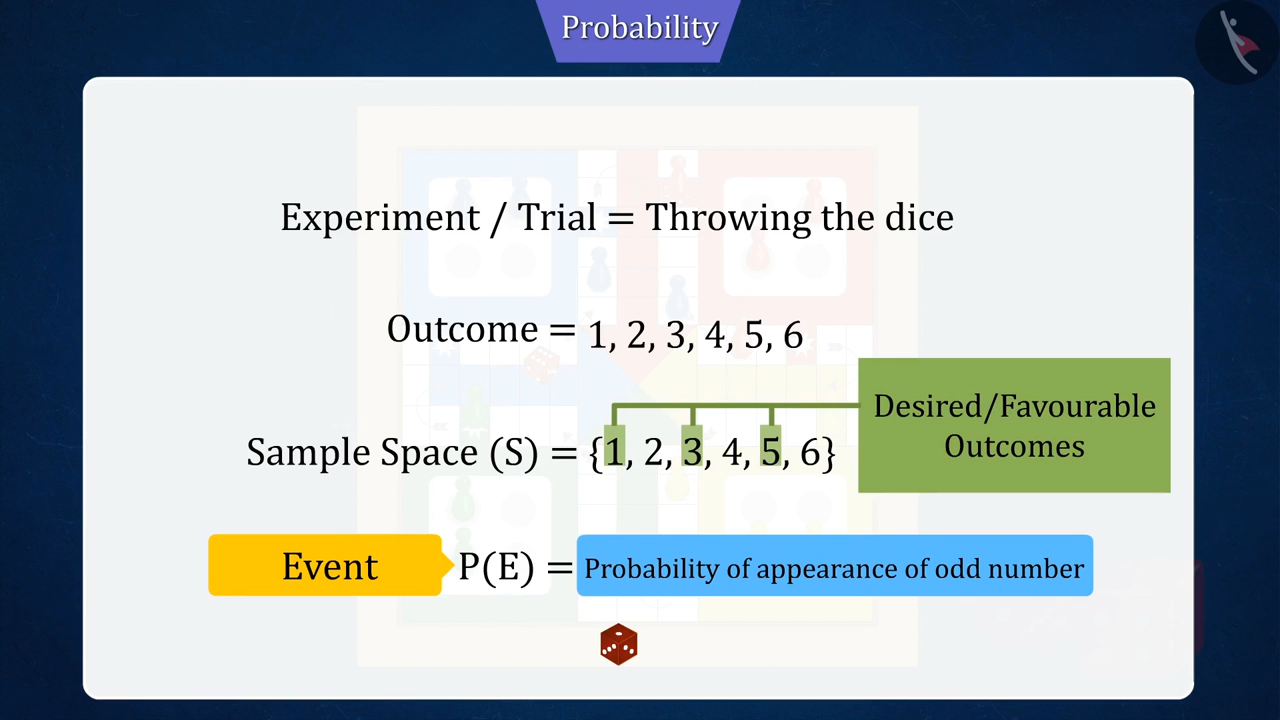 Probability
Experiment / Trial = Throwing the dice
Outcome = 1, 2, 3, 4, 5, 6
Desired/Favourable
Outcomes
Sample Space (S) = {1, 2, 3, 4, 5, 6}
Event P(E) = Probability of appearance of odd number